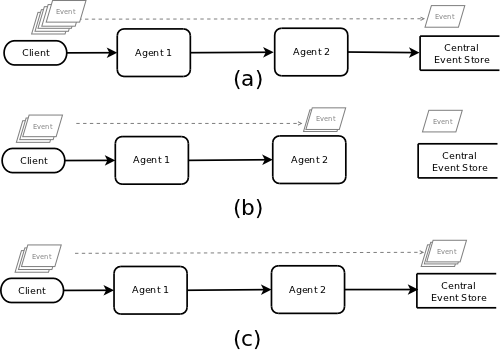 Event
Event
Client
Agent 1
Agent 2
Central
Event Store
(a)
Event
Event
Event
Client
Agent 1
Agent 2
Central
Event Store
(b)
Event
Event
Client
Agent 1
Agent 2
Central
Event Store
(c)